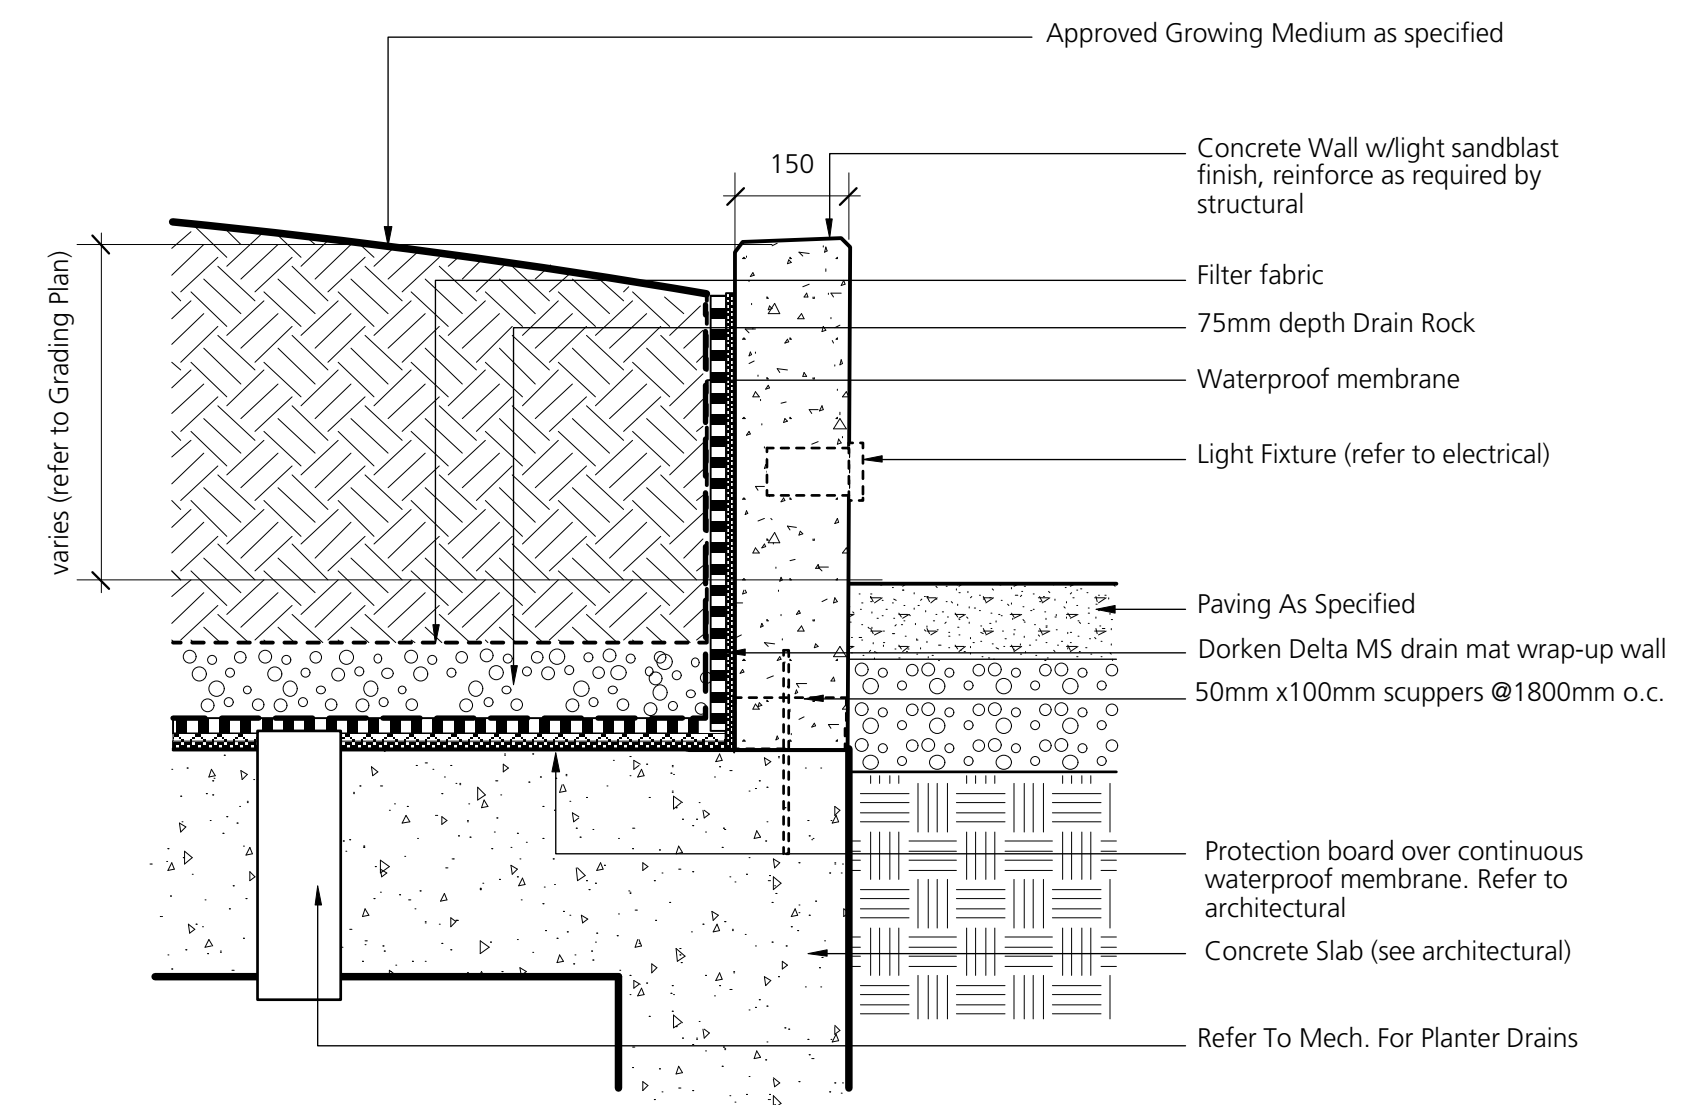 Approved Growing Medium as specified
150
Concrete Wall w/light sandblast
finish, reinforce as required by
structural
varies (refer to Grading Plan)
Filter fabric
75mm depth Drain Rock
Waterproof membrane
Light Fixture (refer to electrical)
Paving As Specified
Dorken Delta MS drain mat wrap-up wall
50mm x100mm scuppers @1800mm o.c.
Protection board over continuous
waterproof membrane. Refer to
architectural
Concrete Slab (see architectural)
Refer To Mech. For Planter Drains